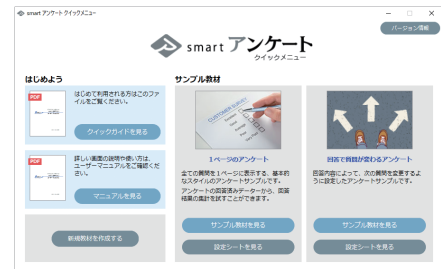 smart アンケート クイックメニュー
バージョン情報
smart アンケート
クイックメニュー
はじめよう
PDF
はじめて利用される方はこのファ
イルをご覧ください。
クイックガイドを見る
PDF
詳しい画面の説明や使い方は、
ユーザーマニュアルをご確認くだ
さい。
マニュアルを見る
新規教材を作成する
サンプル教材
CUSTOMER SURVEY
1ページのアンケート
全ての質問を1ページに表示する、基本的
なスタイルのアンケートサンプルです。
アンケートの回答済みデーターから、回答
結果の集計を試すことができます。
サンプル教材を見る
設定シートを見る
回答で質問が変わるアンケート
回答内容によって、次の質問を変更するよ
うに設定したアンケートサンプルです。
サンプル教材を見る
設定シートを見る